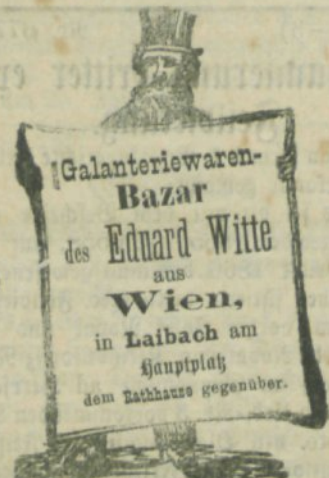 Galanteriewaren-
Bazar
des Eduard Witte
aus
Wien,
in Laibach am
Hauptplatz
dem Rathhause gegenüber.